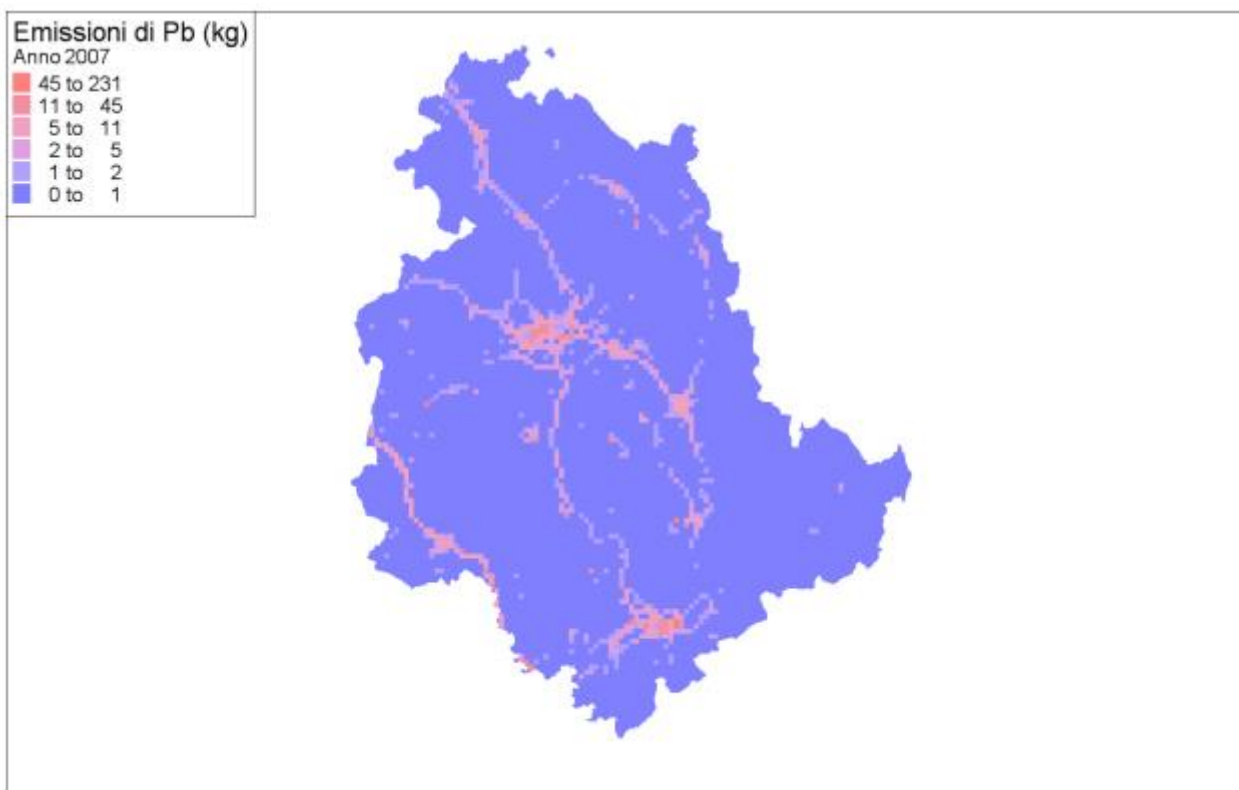 Emissioni di Pb (kg)
Anno 2007
45 to 231
11 to 45
5 to 11
2 to 5
1 to 2
0 to 1